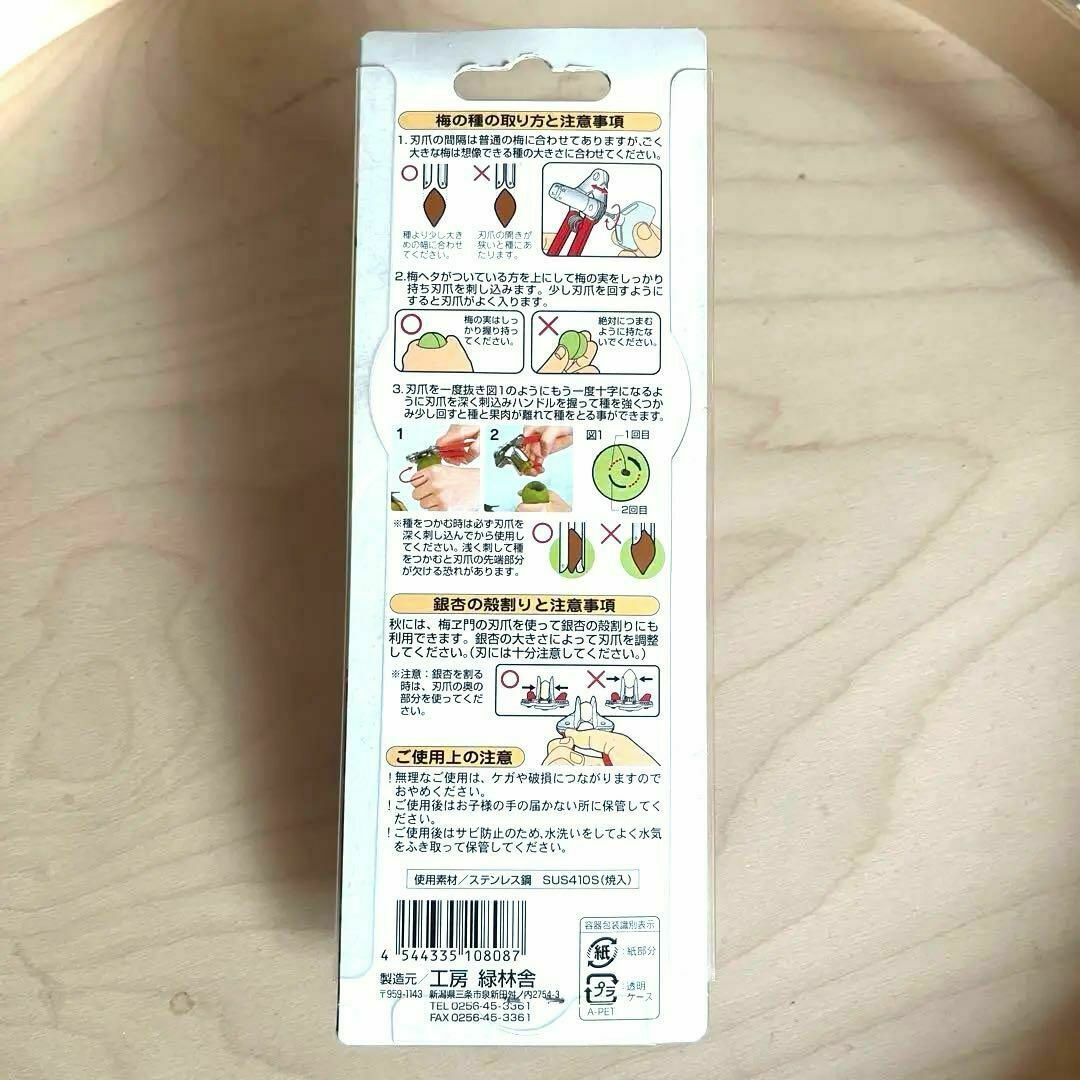 梅の種の取り方と注意事項
1.刃爪の間隔は普通の梅に合わせてありますが、ごく
大きな梅は想像できる種の大きさに合わせてください。
種より少し大き
めの幅に合わせ
てください。
刃爪の開きが
狭いと種にあ
たります。
2.梅ヘタがついている方を上にして梅の実をしっかり
持ち刃爪を刺し込みます。少し刃爪を回すように
すると刃爪がよく入ります。
梅の実はしっ
かり握り持っ
てください。
絶対につまむ
ように持たな
いでください。
3.刃爪を一度抜き図1のようにもう一度十字になるよ
うに刃爪を深く刺込みハンドルを握って種を強くつか
み少し回すと種と果肉が離れて種をとる事ができます。
1
2
図1
1回目
2回目
※種をつかむ時は必ず刃爪を
深く刺し込んでから使用し
てください。浅く刺して種
をつかむと刃爪の先端部分
が欠ける恐れがあります。
銀杏の殻割りと注意事項
秋には、梅ヱ門の刃爪を使って銀杏の殻割りにも
利用できます。銀杏の大きさによって刃爪を調整
してください。(刃には十分注意してください。)
※注意：銀杏を割る
時は、刃爪の奥の
部分を使ってくだ
さい。
ご使用上の注意
！無理なご使用は、ケガや破損につながりますので
おやめください。
！ご使用後はお子様の手の届かない所に保管してく
ださい。
！ご使用後はサビ防止のため、水洗いをしてよく水気
をふき取って保管してください。
使用素材／ステンレス鋼 SUS410S(焼入)
4 544335 108087
製造元／工房 緑林舎
〒959-1143 新潟県三条市泉新田丸ノ内2754-3
TEL 0256-45-3361
FAX 0256-45-3361
容器包装識別表示
紙 : 紙部分
プラ : 透明
ケース
A-PET